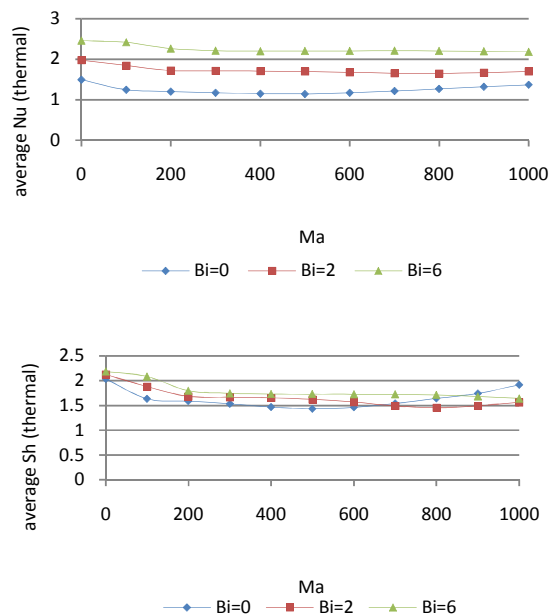 average Nu (thermal)
3
2
1
0
0 200 400 600 800 1000
Ma
Bi=0 Bi=2 Bi=6
average Sh (thermal)
2.5
2
1.5
1
0.5
0
0 200 400 600 800 1000
Ma
Bi=0 Bi=2 Bi=6